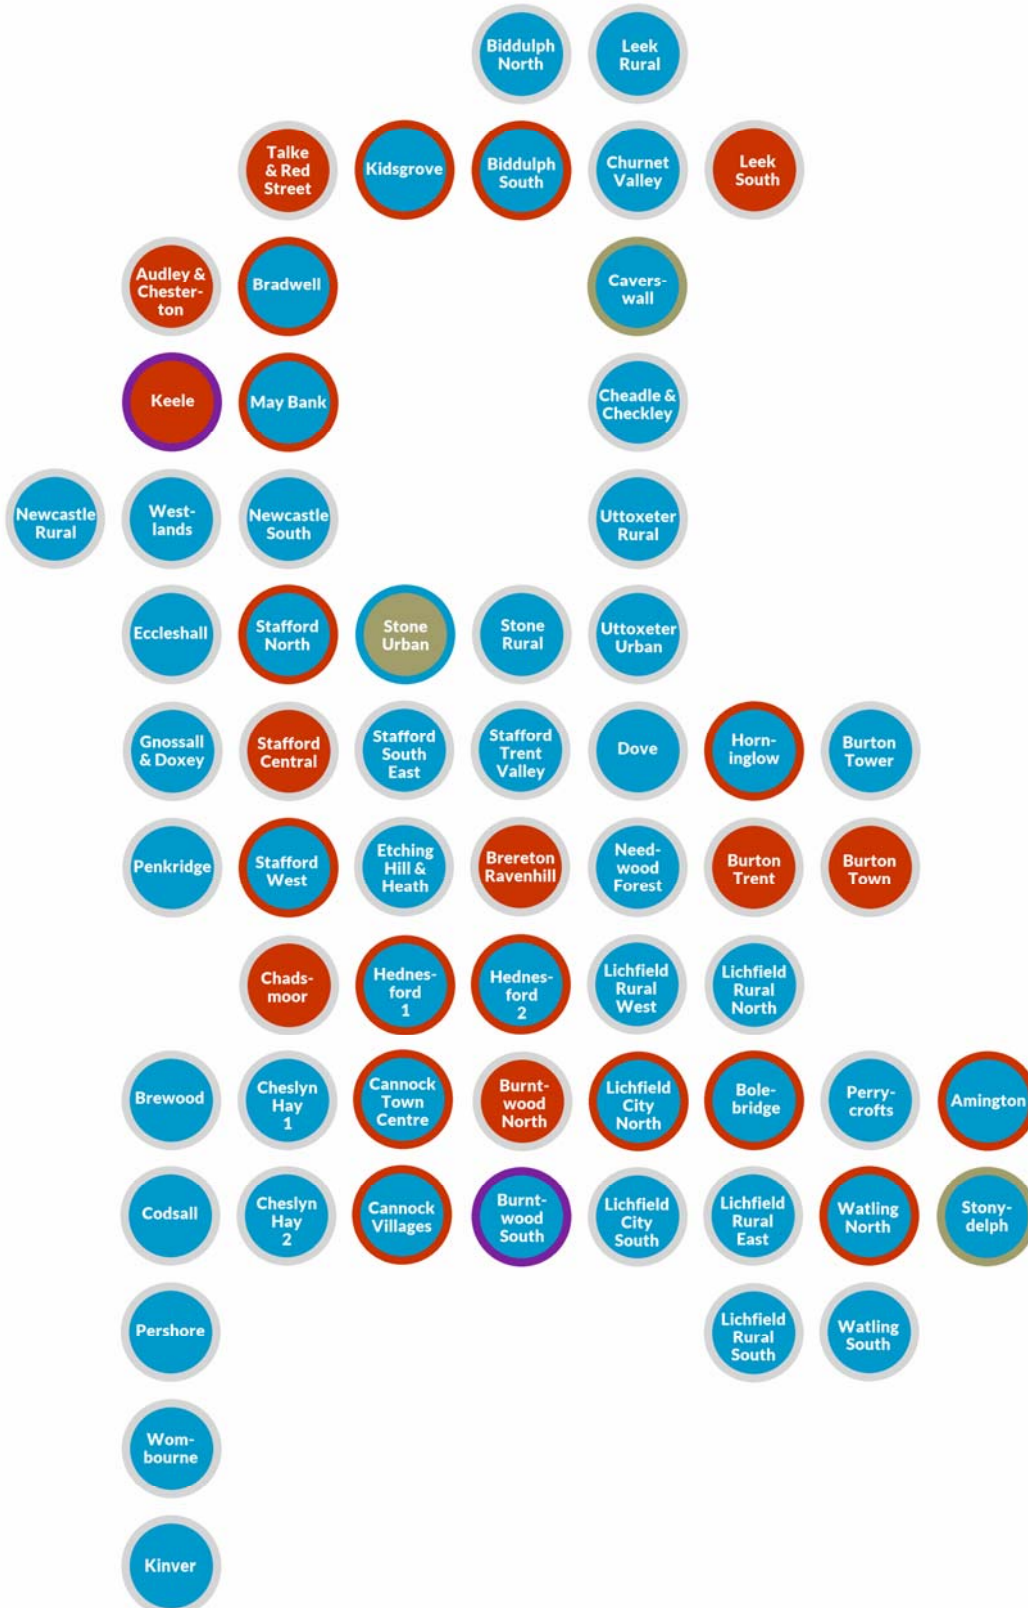 Biddulph
North
Leek
Rural
Talke
& Red
Street
Kidsgrove
Biddulph
South
Churnet
Valley
Leek
South
Audley &
Chester-
ton
Bradwell
Cavers-
wall
Keele
May Bank
Cheadle &
Checkley
Newcastle
Rural
West-
lands
Newcastle
South
Uttoxeter
Rural
Eccleshall
Stafford
North
Stone
Urban
Stone
Rural
Uttoxeter
Urban
Gnossall
& Doxey
Stafford
Central
Stafford
South
East
Stafford
Trent
Valley
Dove
Horn-
inglow
Burton
Tower
Penkridge
Stafford
West
Etching
Hill &
Heath
Brereton
Ravenhill
Need-
wood
Forest
Burton
Trent
Burton
Town
Chads-
moor
Hednes-
ford
1
Hednes-
ford
2
Lichfield
Rural
West
Lichfield
Rural
North
Brewood
Cheslyn
Hay
1
Cannock
Town
Centre
Burnt-
wood
North
Lichfield
City
North
Bole-
bridge
Perry-
crofts
Amington
Codsall
Cheslyn
Hay
2
Cannock
Villages
Burnt-
wood
South
Lichfield
City
South
Lichfield
Rural
East
Watling
North
Stony-
delph
Pershore
Lichfield
Rural
South
Watling
South
Wom-
bourne
Kinver